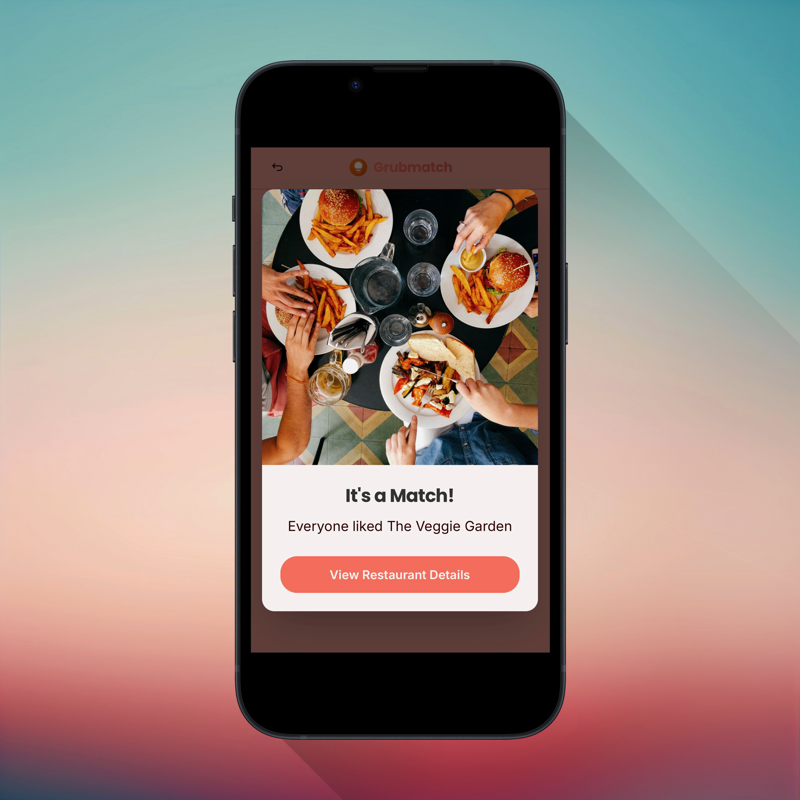 Grubmatch
It's a Match!
Everyone liked The Veggie Garden
View Restaurant Details